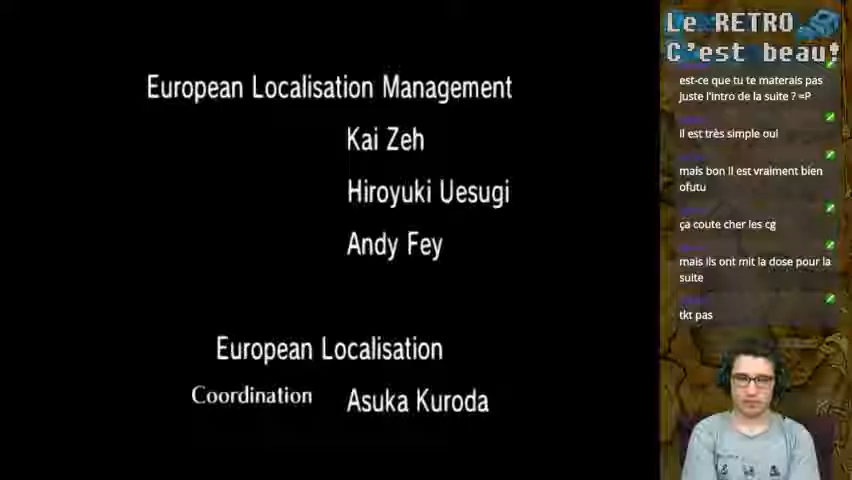 European Localisation Management
Kai Zeh
Hiroyuki Uesugi
Andy Fey
European Localisation
Coordination Asuka Kuroda
Le RETRO
C'est beau!
est-ce que tu te materais pas
juste l'intro de la suite ? =P
il est très simple oui
mais bon il est vraiment bien
ofutu
ça coute cher les cg
mais ils ont mit la dose pour la
suite
tkt pas